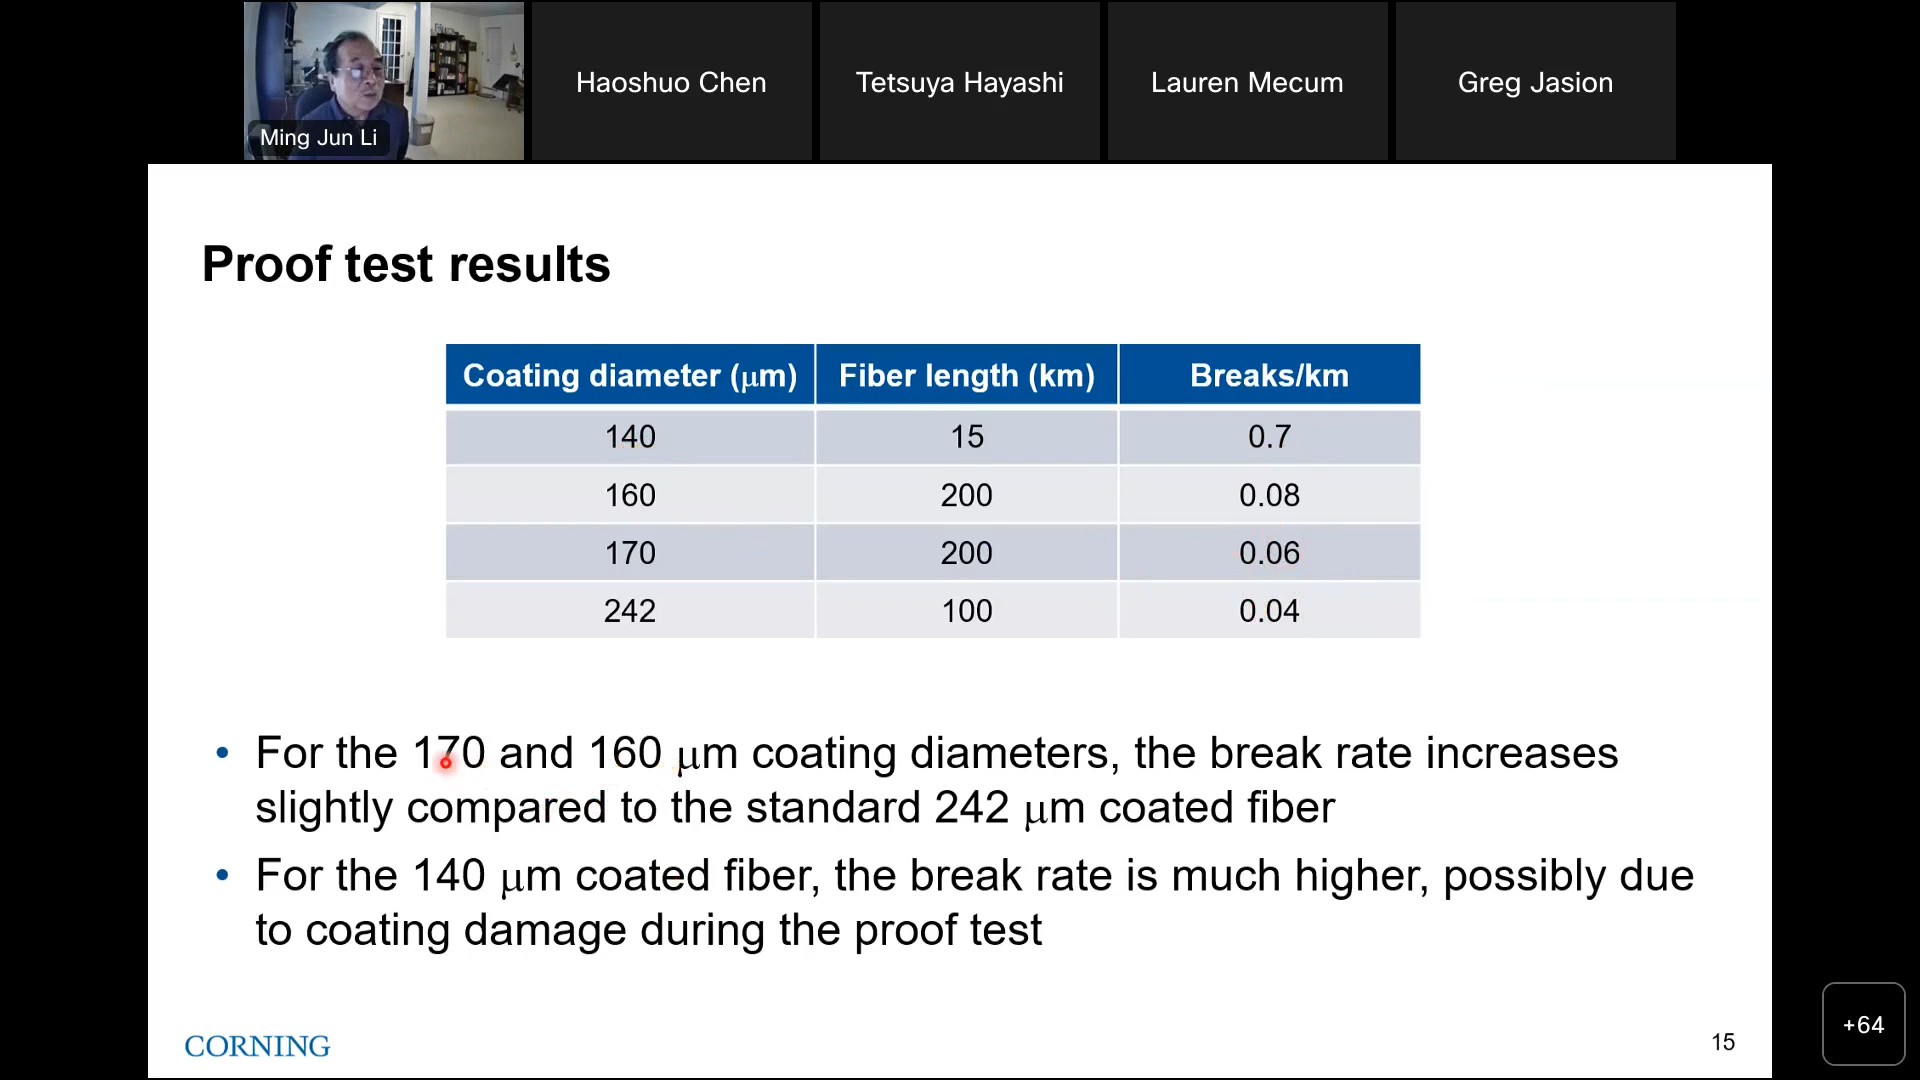 Ming Jun Li
Haoshuo Chen
Tetsuya Hayashi
Lauren Mecum
Greg Jasion
Proof test results
Coating diameter (μm) Fiber length (km) Breaks/km
140 15 0.7
160 200 0.08
170 200 0.06
242 100 0.04
• For the 170 and 160 μm coating diameters, the break rate increases
slightly compared to the standard 242 μm coated fiber
• For the 140 μm coated fiber, the break rate is much higher, possibly due
to coating damage during the proof test
CORNING
15
+64